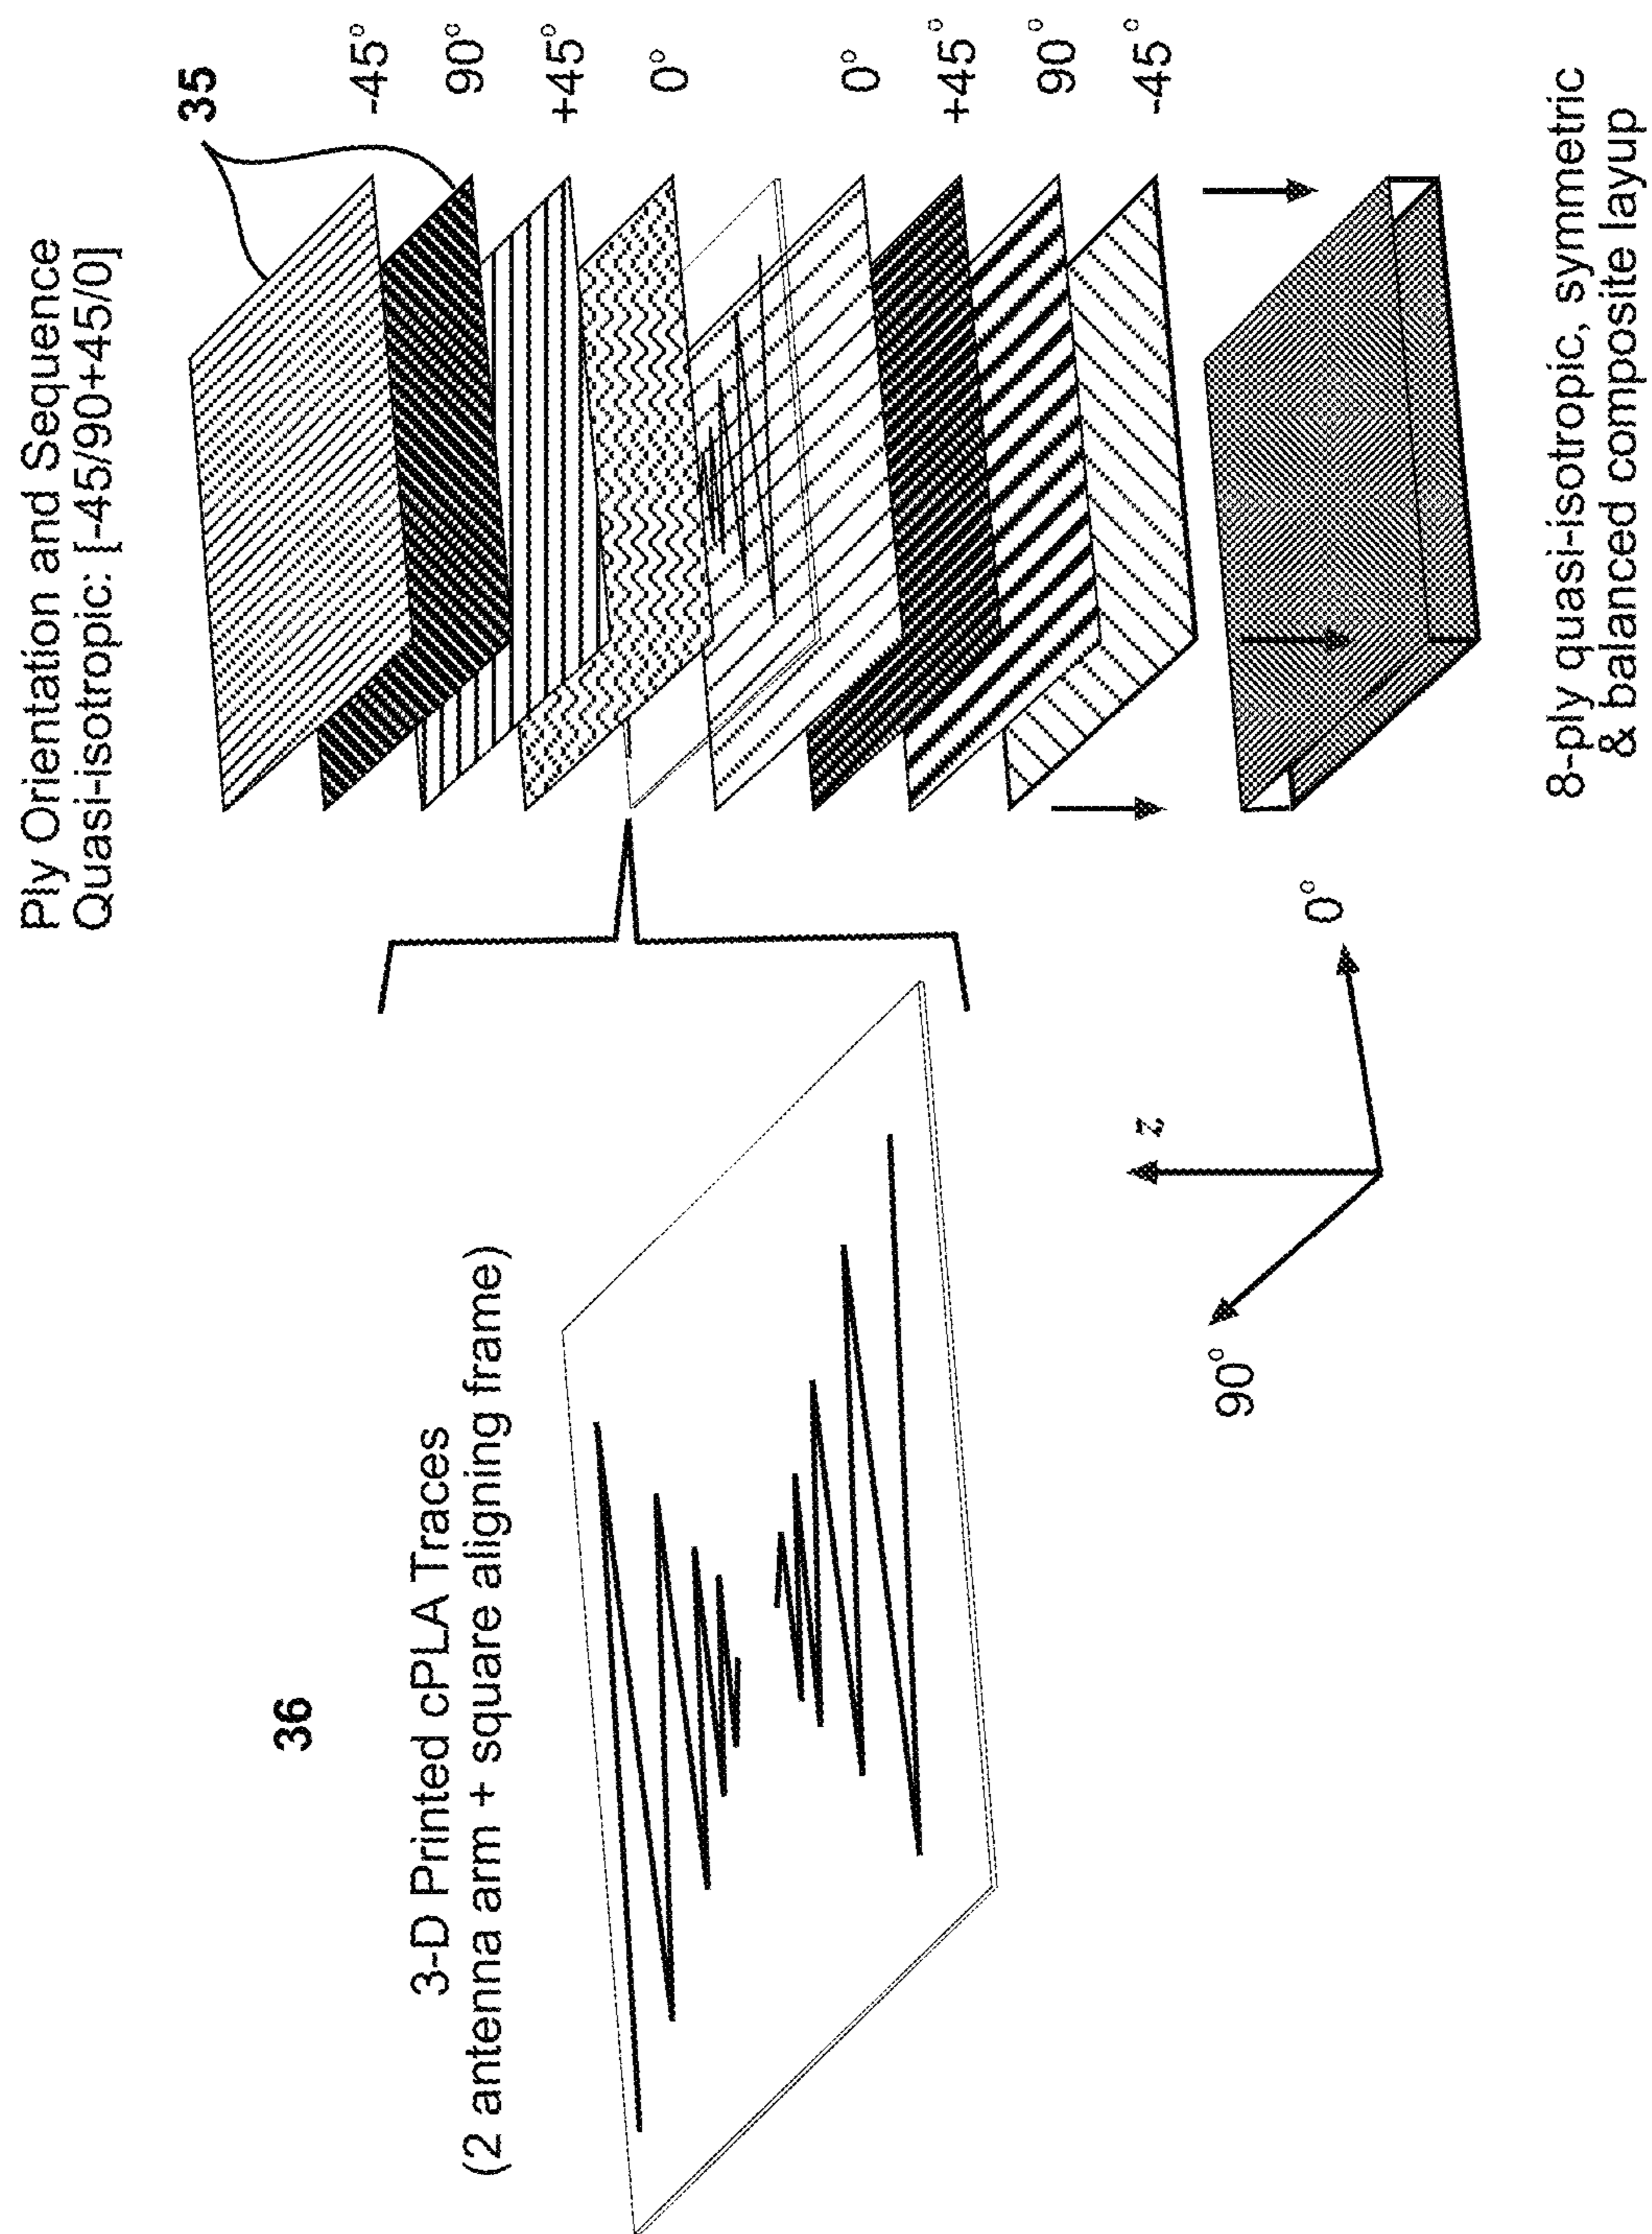 Ply Orientation and Sequence
Quasi-isotropic: [-45/90+45/0]
35
-45°
90°
+45°
0°
0°
+45°
90°
-45°
36
3-D Printed cPLA Traces
(2 antenna arm + square aligning frame)
z
0°
90°
8-ply quasi-isotropic, symmetric
& balanced composite layup